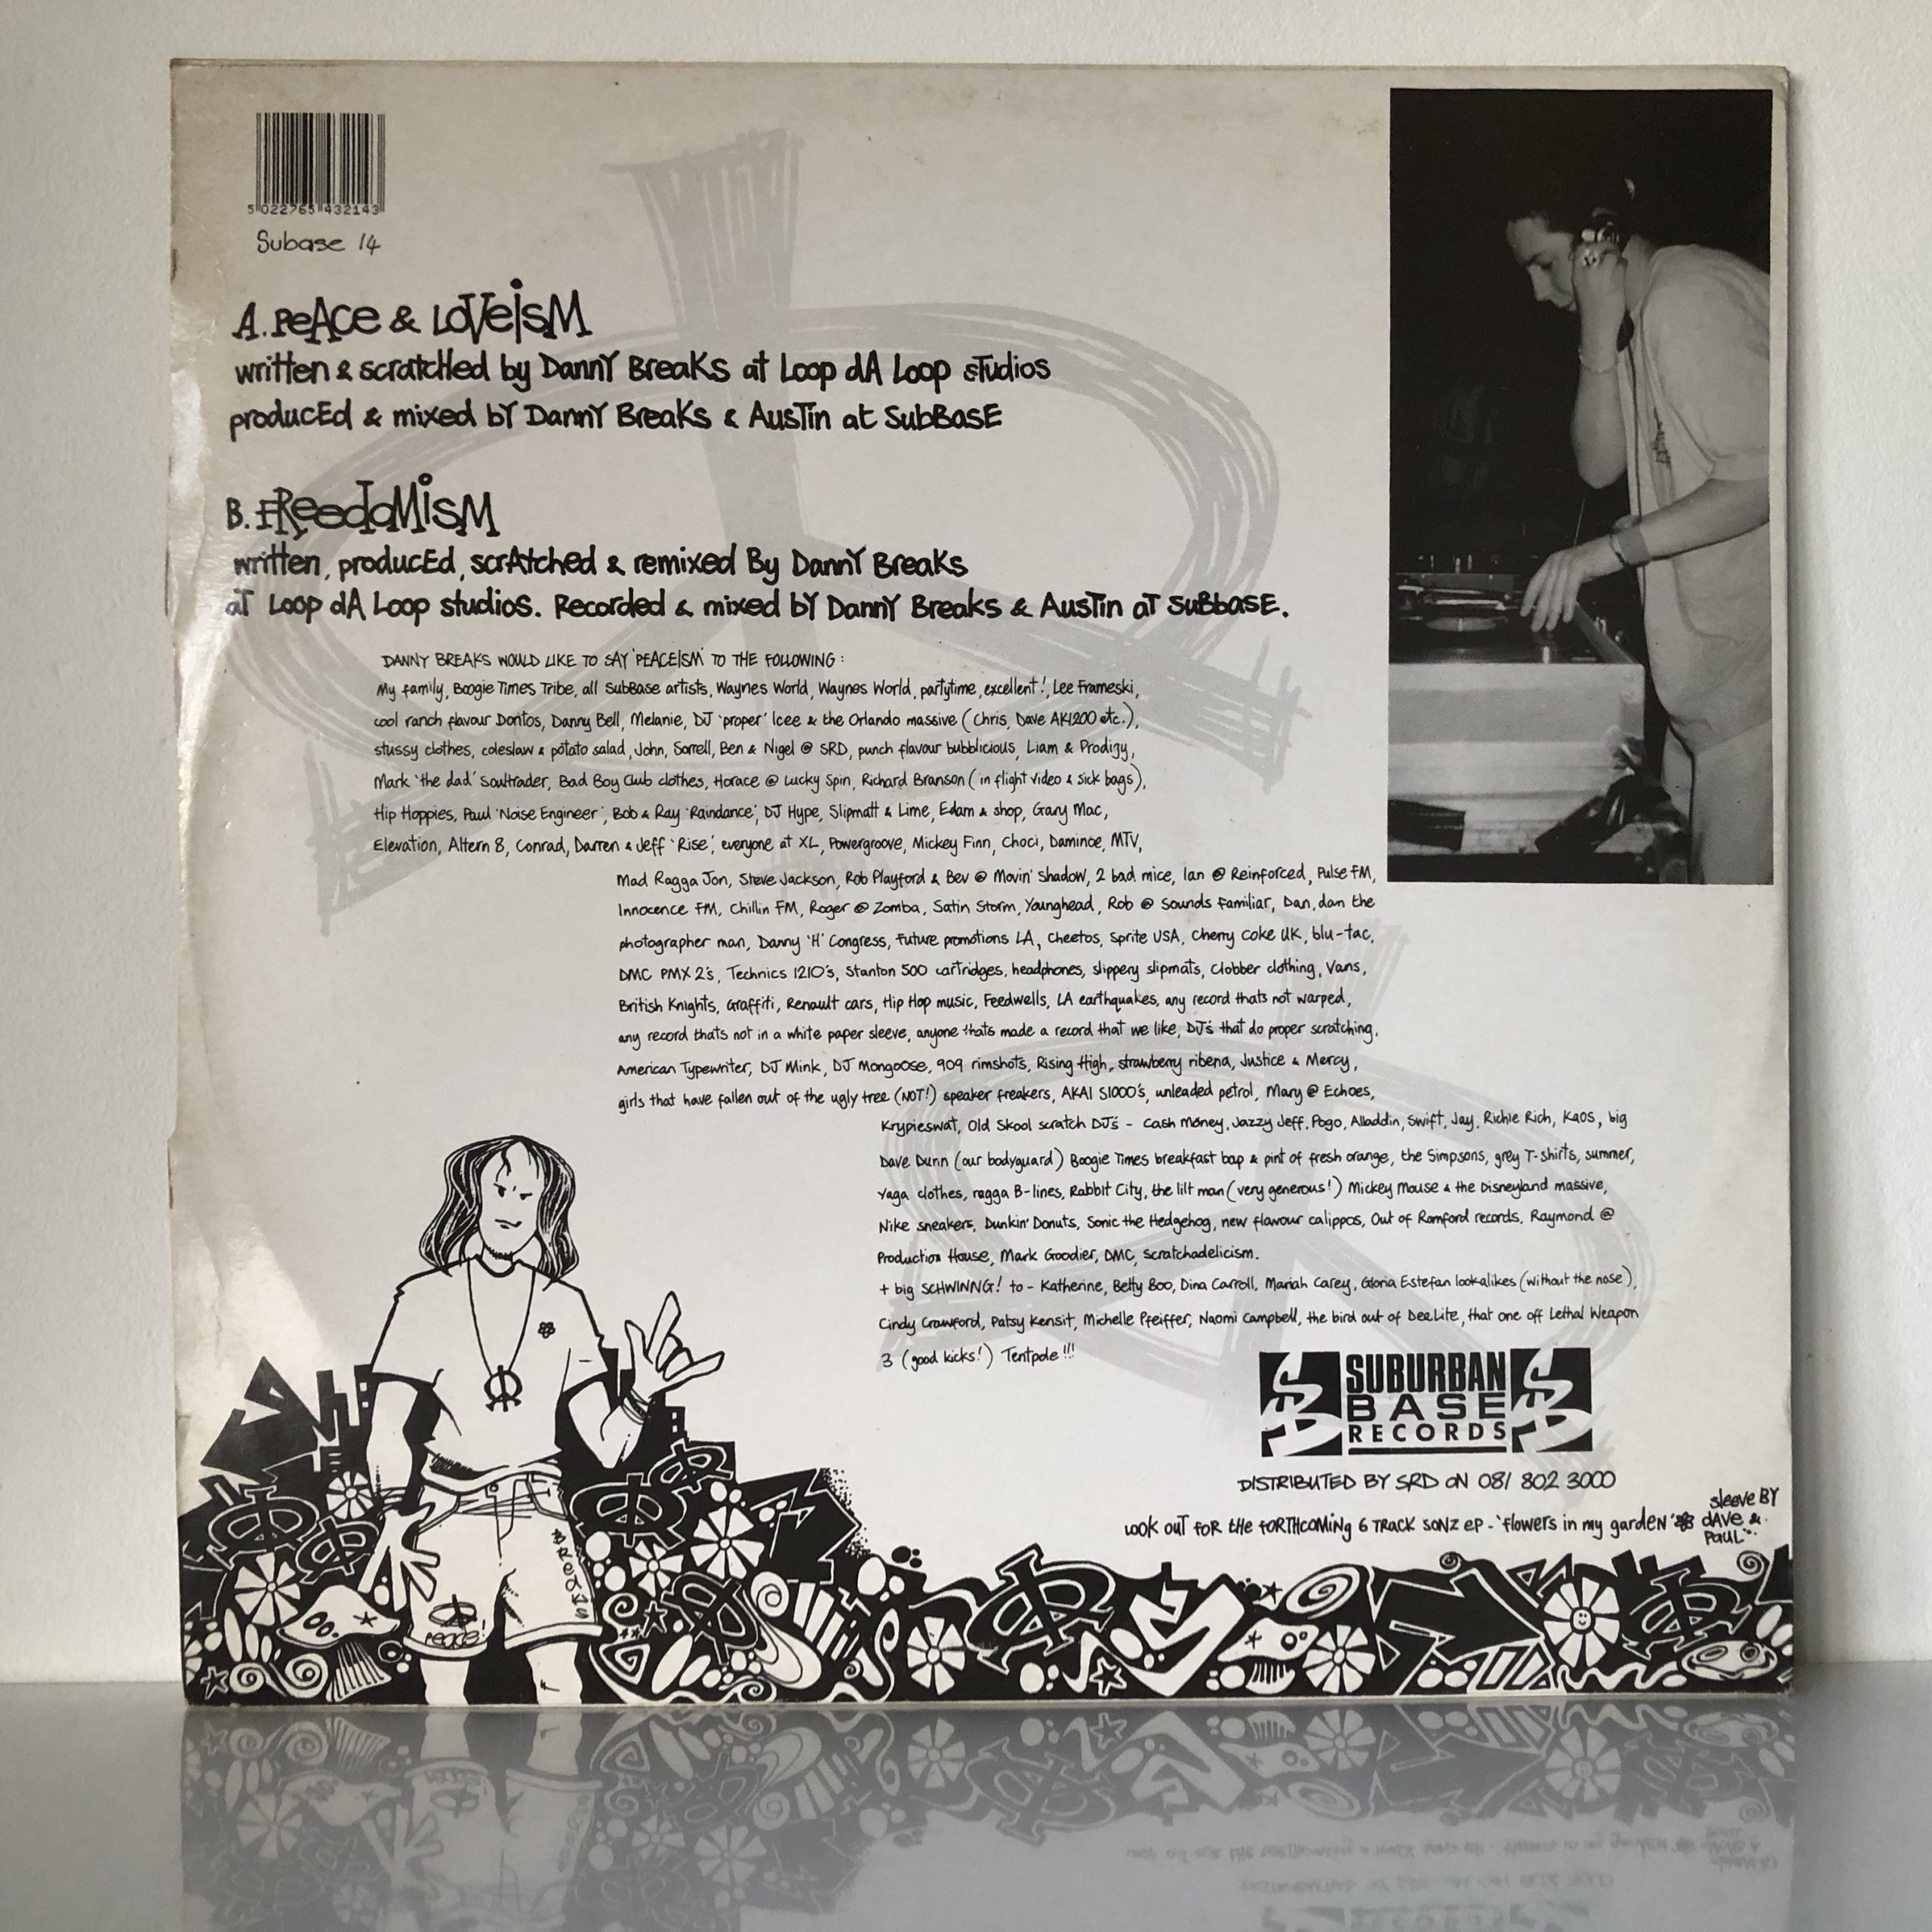 5 022765 432143
Subase 14
A. Peace & Loveism
written & scratched by Danny Breaks at Loop dA Loop studios
produced & mixed by Danny Breaks & Austin at SubBase
B. Freedomism
written, produced, scratched & remixed By Danny Breaks
at Loop dA Loop studios. Recorded & mixed by Danny Breaks & Austin at SubbasE.
DANNY BREAKS WOULD LIKE TO SAY 'PEACEISM' TO THE FOLLOWING:
My family, Boogie Times Tribe, all SubBase artists, Waynes World, Waynes World, partytime, excellent!, Lee Frameski,
cool ranch flavour Doritos, Danny Bell, Melanie, DJ 'proper' Icee & the Orlando massive (Chris, Dave AK1200 etc.),
stussy clothes, coleslaw & potato salad, John, Sorrell, Ben & Nigel @ SRD, punch flavour bubblicious, Liam & Prodigy,
Mark 'the dad' Soultrader, Bad Boy Club clothes, Horace @ Lucky Spin, Richard Branson (in flight video & sick bags),
Hip Hoppies, Paul 'Noise Engineer', Bob & Ray 'Raindance', DJ Hype, Slipmatt & Lime, Edam & shop, Gary Mac,
Elevation, Altern 8, Conrad, Darren & Jeff 'Rise', everyone at XL, Powergroove, Mickey Finn, Choci, Damince, MTV,
Mad Ragga Jon, Steve Jackson, Rob Playford & Bev @ Movin' Shadow, 2 bad mice, Ian @ Reinforced, Pulse FM,
Innocence FM, Chillin FM, Roger @ Zomba, Satin Storm, Younghead, Rob @ Sounds Familiar, Dan, dan the
photographer man, Danny 'H' Congress, Future promotions LA, Cheetos, Sprite USA, Cherry Coke UK, blu-tac,
DMC PMX 2's, Technics 1210's, Stanton 500 cartridges, headphones, slippery slipmats, Clobber clothing, Vans,
British Knights, Graffiti, Renault cars, Hip Hop music, Feedwells, LA earthquakes, any record thats not warped,
any record thats not in a white paper sleeve, anyone thats made a record that we like, DJ's that do proper scratching,
American Typewriter, DJ Mink, DJ Mongoose, 909 rimshots, Rising High, strawberry ribena, Justice & Mercy,
girls that have fallen out of the ugly tree (NOT!) speaker freakers, AKAI S1000's, unleaded petrol, Mary @ Echoes,
Krypieswat, Old Skool scratch DJ's - Cash Money, Jazzy Jeff, Pogo, Alladdin, Swift, Jay, Richie Rich, Kaos, big
Dave Dunn (our bodyguard) Boogie Times breakfast bap & pint of fresh orange, the Simpsons, grey T-shirts, summer,
Yaga clothes, ragga B-lines, Rabbit City, the lilt man (very generous!) Mickey Mouse & the Disneyland massive,
Nike sneakers, Dunkin' Donuts, Sonic the Hedgehog, new flavour calippos, Out of Romford records, Raymond @
Production House, Mark Goodier, DMC, scratchadelicism.
+ big SCHWINNG! to - Katherine, Betty Boo, Dina Carroll, Mariah Carey, Gloria Estefan lookalikes (without the nose),
Cindy Crawford, Patsy Kensit, Michelle Pfeiffer, Naomi Campbell, the bird out of DeeLite, that one off Lethal Weapon
3 (good kicks!) Tentpole!!!
SUBURBAN
BASE
RECORDS
DISTRIBUTED BY SRD ON 081 802 3000
Look out for the forthcoming 6 track Sonz EP - 'flowers in my garden'
sleeve BY
dave &
Paul
peace!